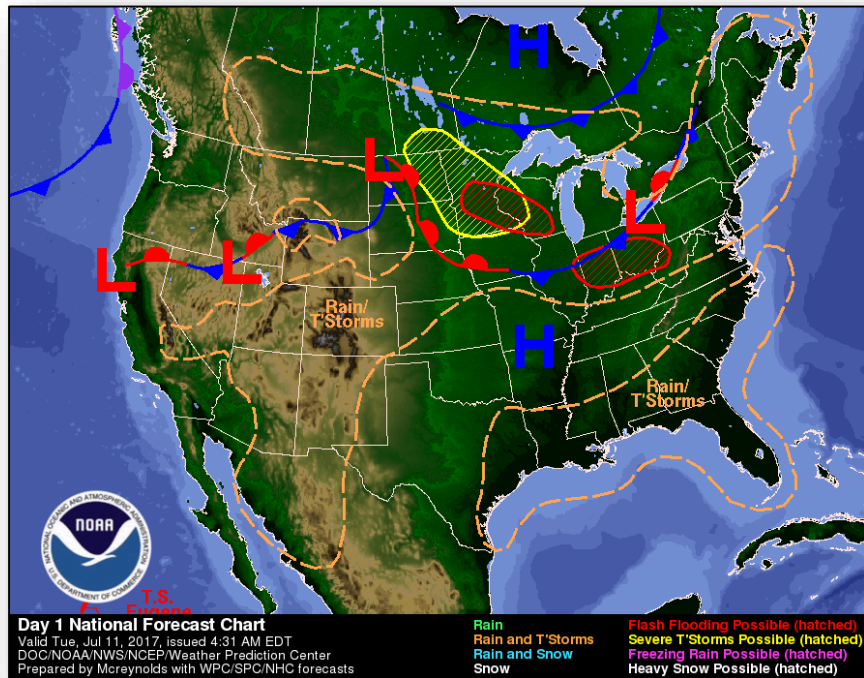 H
L
L
L
L
Rain/
T'Storms
H
Rain/
T'Storms
NATIONAL OCEANIC AND ATMOSPHERIC ADMINISTRATION
NOAA
U.S. DEPARTMENT OF COMMERCE
T.S.
Eugene
Day 1 National Forecast Chart
Valid Tue, Jul 11, 2017, issued 4:31 AM EDT
DOC/NOAA/NWS/NCEP/Weather Prediction Center
Prepared by Mcreynolds with WPC/SPC/NHC forecasts
Rain
Rain and T'Storms
Rain and Snow
Snow
Flash Flooding Possible (hatched)
Severe T'Storms Possible (hatched)
Freezing Rain Possible (hatched)
Heavy Snow Possible (hatched)